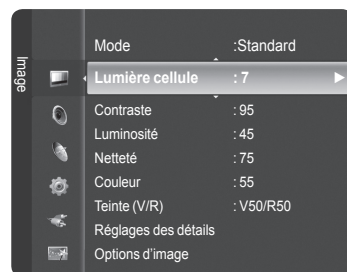 Image
Mode :Standard
Lumière cellule : 7
Contraste : 95
Luminosité : 45
Netteté : 75
Couleur : 55
Teinte (V/R) : V50/R50
Réglages des détails
Options d'image